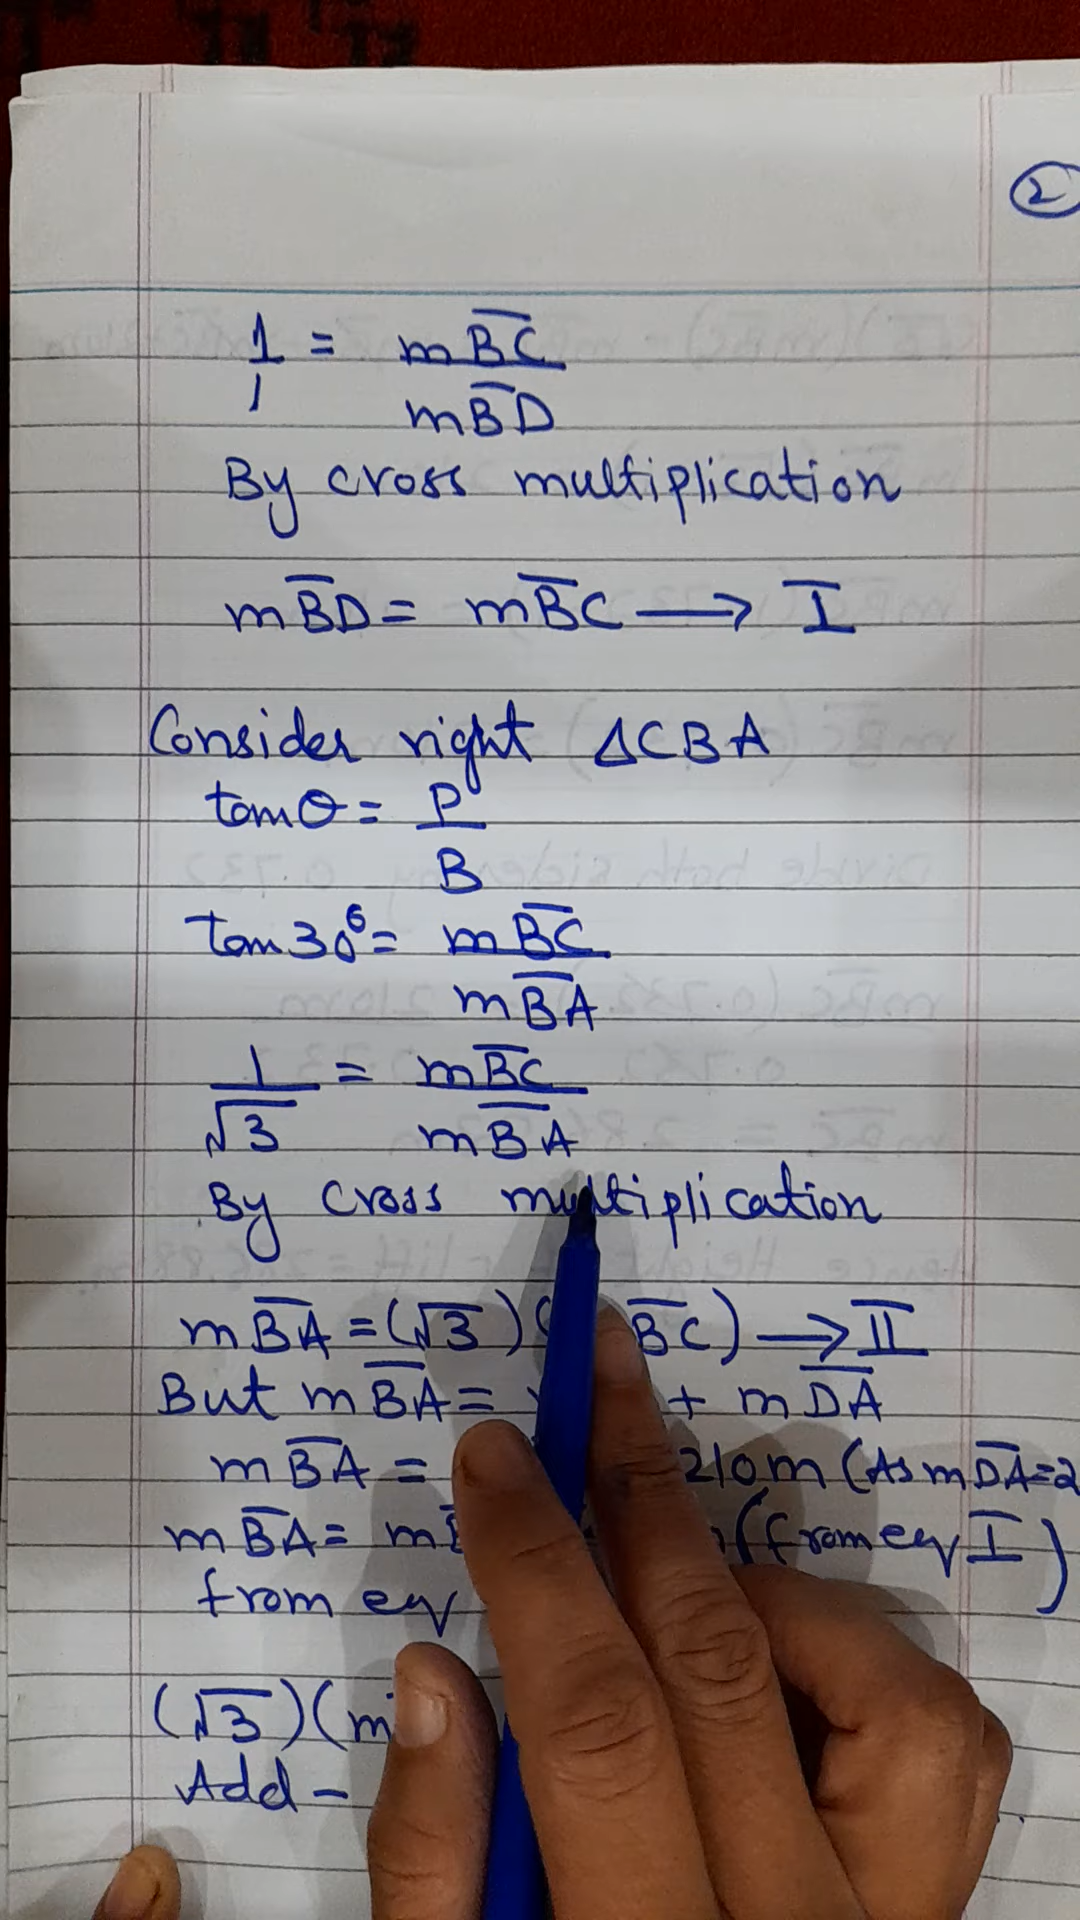 2
1/1 = mBC/mBD
By cross multiplication
mBD = mBC → I
Consider right ΔCBA
tanθ = P/B
tan30° = mBC/mBA
1/√3 = mBC/mBA
By cross multiplication
mBA = (√3)( BC) → II
But mBA = + mDA
mBA = 210m (As mDA=2
mBA = m (from eq I)
from eq
(√3)(m
Add -